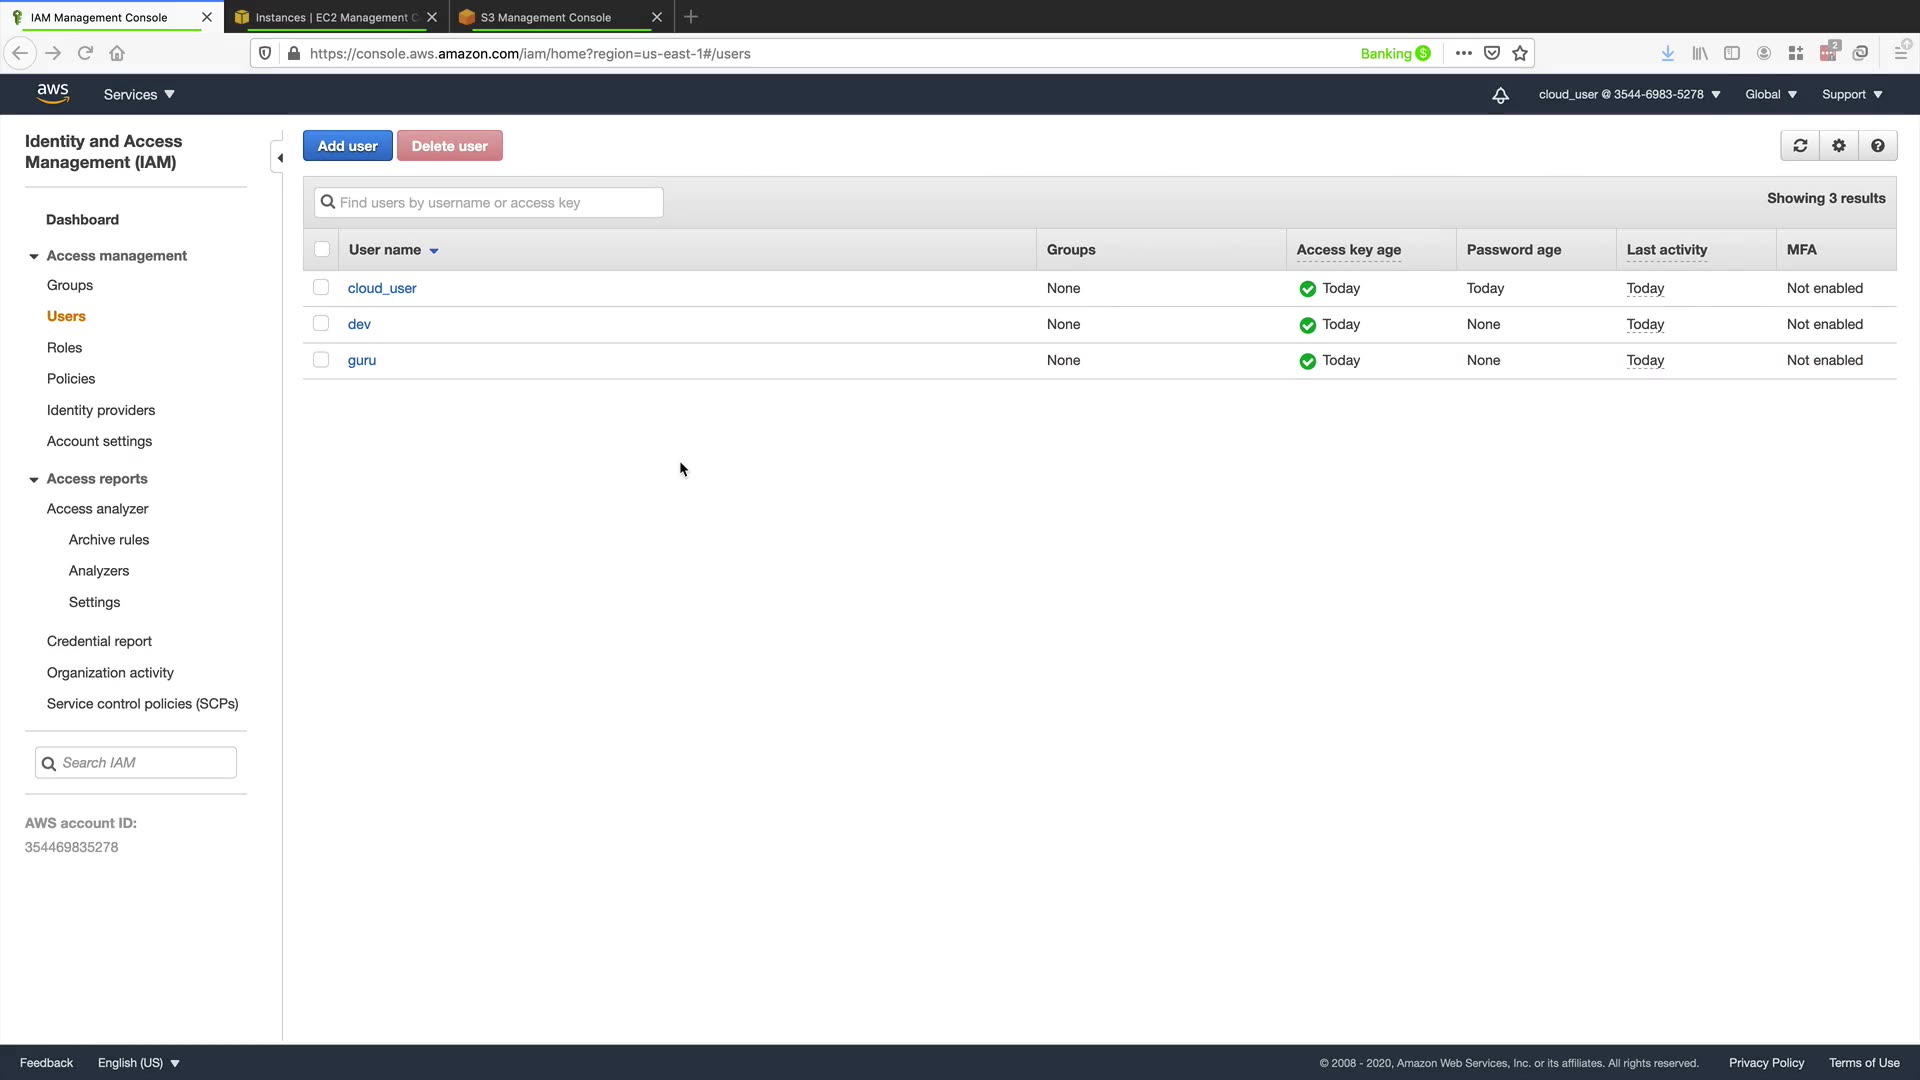 IAM Management Console
Instances | EC2 Management C
S3 Management Console
https://console.aws.amazon.com/iam/home?region=us-east-1#/users
Banking $
2
aws
Services
cloud_user @ 3544-6983-5278
Global
Support
Identity and Access
Management (IAM)
Dashboard
Access management
Groups
Users
Roles
Policies
Identity providers
Account settings
Access reports
Access analyzer
Archive rules
Analyzers
Settings
Credential report
Organization activity
Service control policies (SCPs)
Search IAM
AWS account ID:
354469835278
Add user
Delete user
Find users by username or access key
Showing 3 results
User name Groups Access key age Password age Last activity MFA
cloud_user None Today Today Today Not enabled
dev None Today None Today Not enabled
guru None Today None Today Not enabled
Feedback
English (US)
© 2008 - 2020, Amazon Web Services, Inc. or its affiliates. All rights reserved.
Privacy Policy
Terms of Use